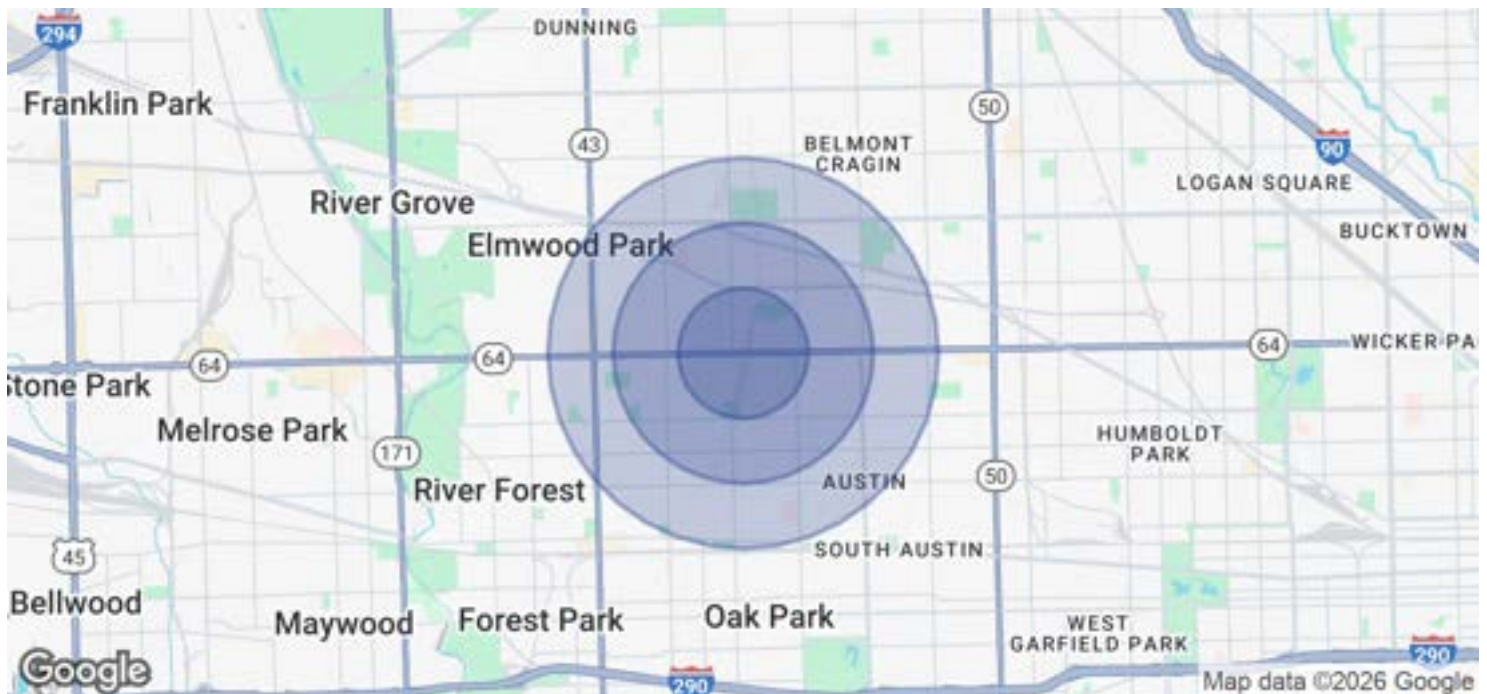 DUNNING
294
Franklin Park
50
43
BELMONT
CRAGIN
90
LOGAN SQUARE
River Grove
BUCKTOWN
Elmwood Park
64
64
64
WICKER PA
Stone Park
Melrose Park
HUMBOLDT
PARK
171
River Forest
AUSTIN
50
SOUTH AUSTIN
45
Bellwood
Maywood
Forest Park
Oak Park
WEST
GARFIELD PARK
290
290
Google
Map data ©2026 Google